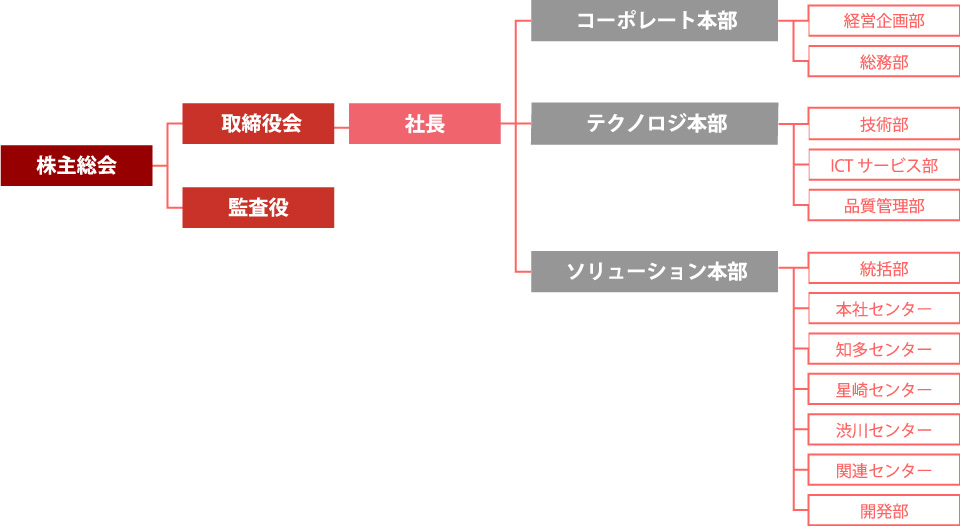 株主総会
取締役会
監査役
社長
コーポレート本部
経営企画部
総務部
テクノロジ本部
技術部
ICT サービス部
品質管理部
ソリューション本部
統括部
本社センター
知多センター
星崎センター
渋川センター
関連センター
開発部